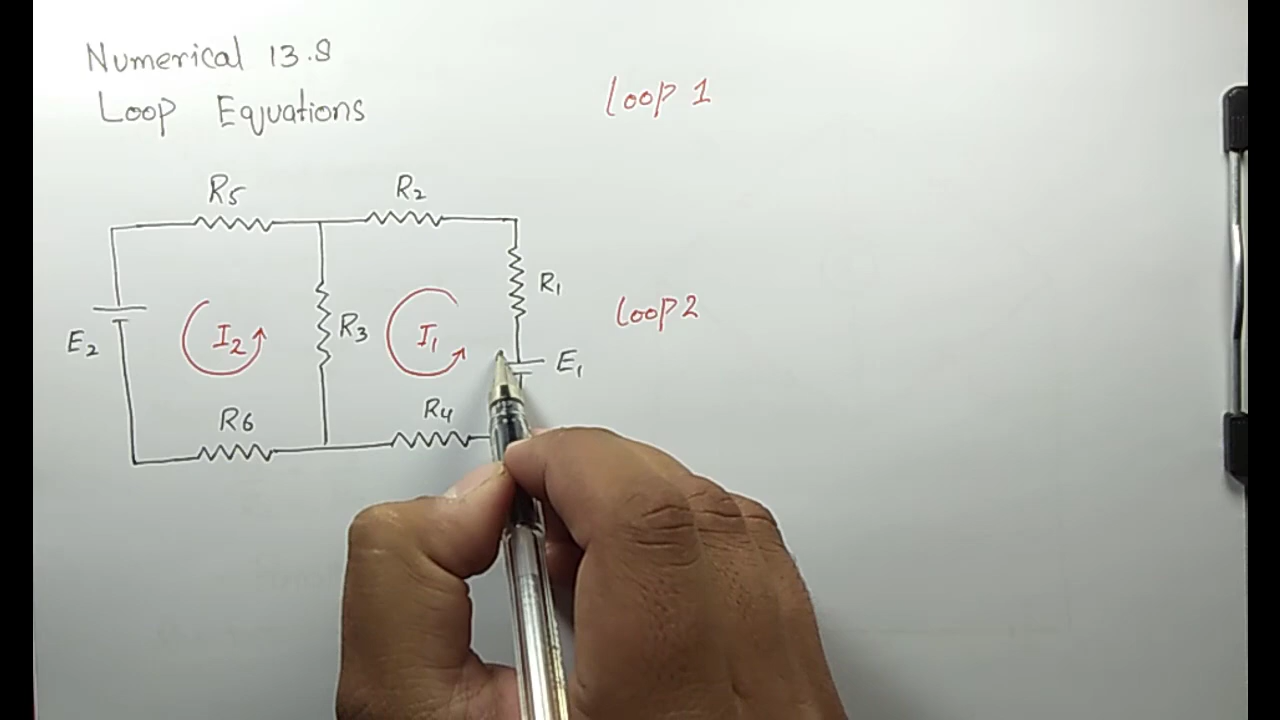 Numerical 13.8
Loop Equations
Loop 1
R5
R2
R1
Loop 2
E2
I2
R3
I1
E1
R6
R4